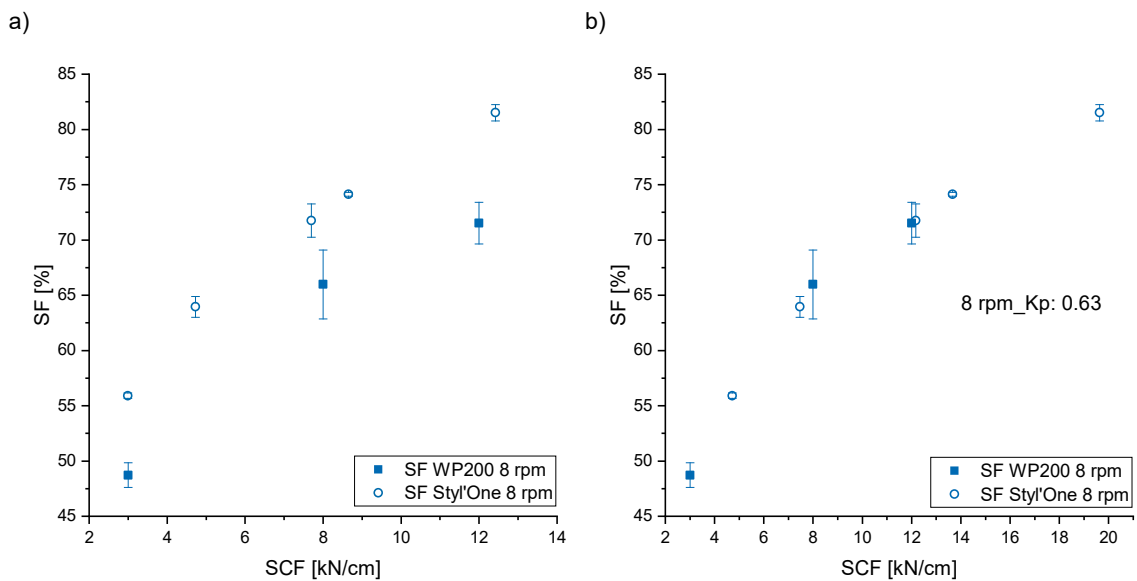 a)
85
80
75
70
65
60
55
50
45
SF [%]
2 4 6 8 10 12 14
SCF [kN/cm]
SF WP200 8 rpm
SF Styl'One 8 rpm
b)
85
80
75
70
65
60
55
50
45
SF [%]
8 rpm_Kp: 0.63
2 4 6 8 10 12 14 16 18 20
SCF [kN/cm]
SF WP200 8 rpm
SF Styl'One 8 rpm